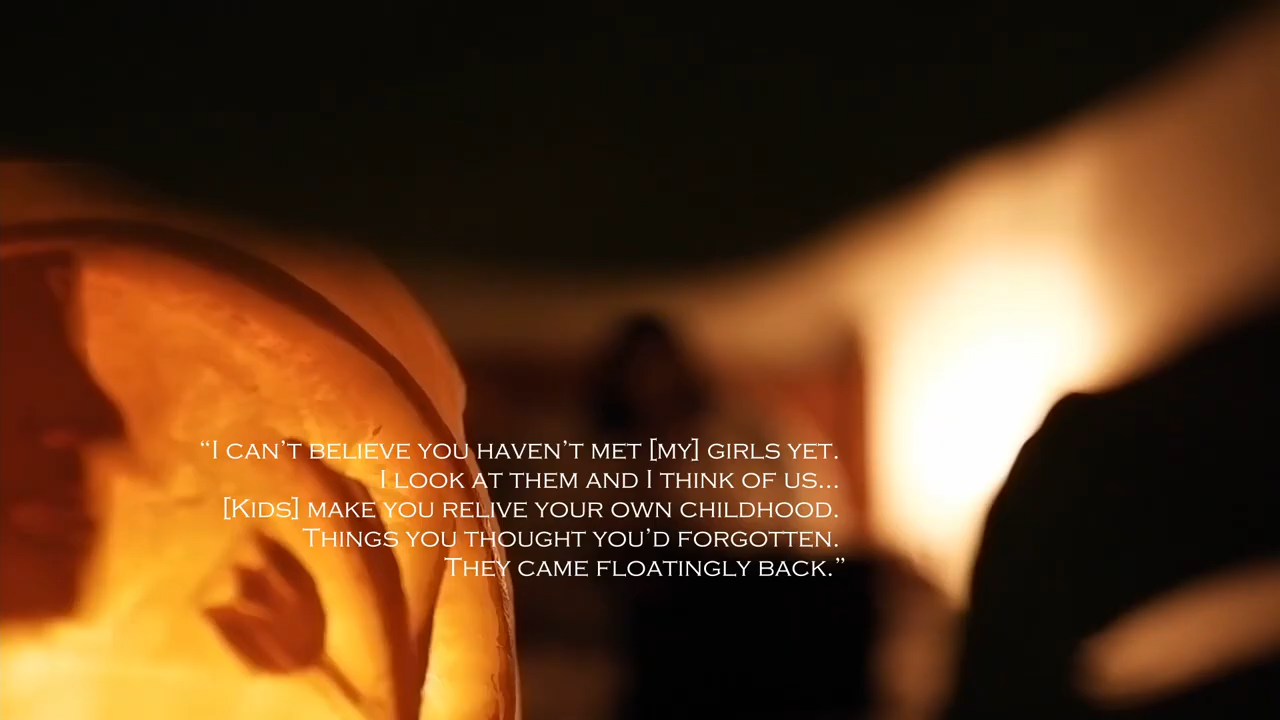 “I can’t believe you haven’t met [my] girls yet.
I look at them and I think of us...
[Kids] make you relive your own childhood.
Things you thought you’d forgotten.
They came floatingly back.”